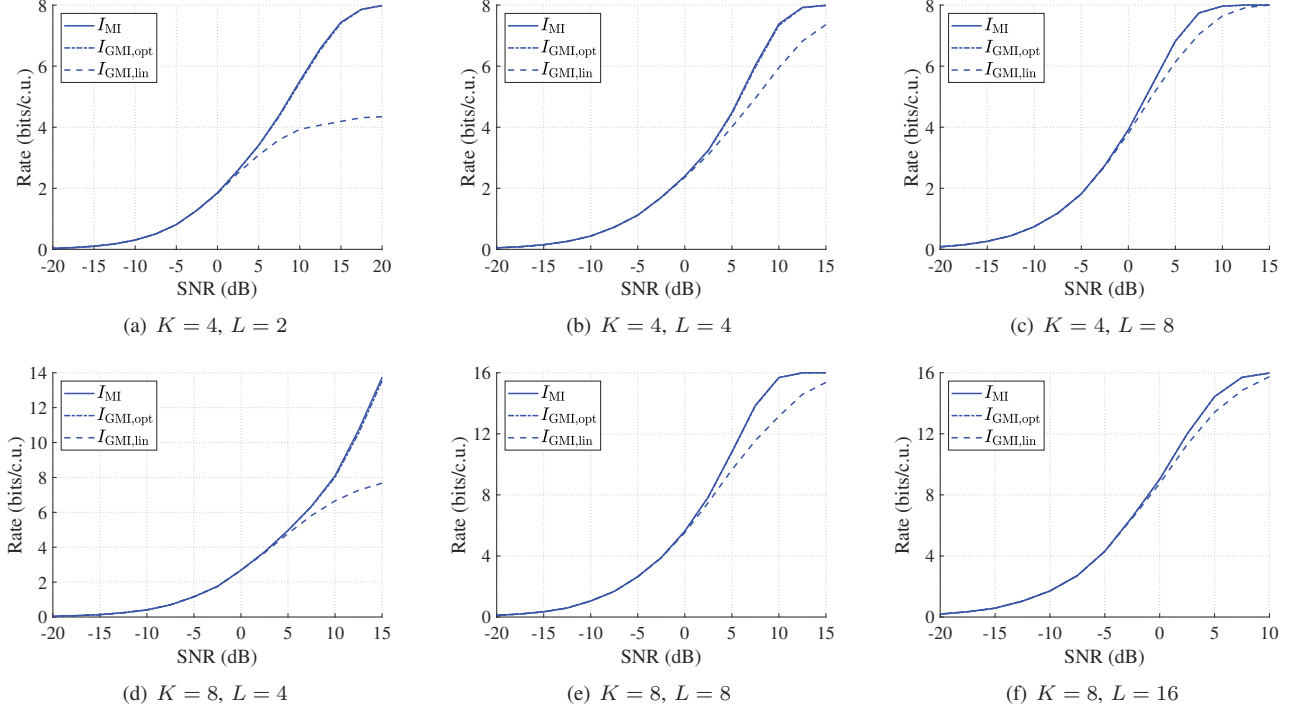 8
6
4
2
0
Rate (bits/c.u.)
I_MI
I_GMI,opt
I_GMI,lin
-20 -15 -10 -5 0 5 10 15 20
SNR (dB)
(a) K = 4, L = 2
8
6
4
2
0
Rate (bits/c.u.)
I_MI
I_GMI,opt
I_GMI,lin
-20 -15 -10 -5 0 5 10 15
SNR (dB)
(b) K = 4, L = 4
8
6
4
2
0
Rate (bits/c.u.)
I_MI
I_GMI,opt
I_GMI,lin
-20 -15 -10 -5 0 5 10 15
SNR (dB)
(c) K = 4, L = 8
14
12
10
8
6
4
2
0
Rate (bits/c.u.)
I_MI
I_GMI,opt
I_GMI,lin
-20 -15 -10 -5 0 5 10 15
SNR (dB)
(d) K = 8, L = 4
16
12
8
4
0
Rate (bits/c.u.)
I_MI
I_GMI,opt
I_GMI,lin
-20 -15 -10 -5 0 5 10 15
SNR (dB)
(e) K = 8, L = 8
16
12
8
4
0
Rate (bits/c.u.)
I_MI
I_GMI,opt
I_GMI,lin
-20 -15 -10 -5 0 5 10
SNR (dB)
(f) K = 8, L = 16